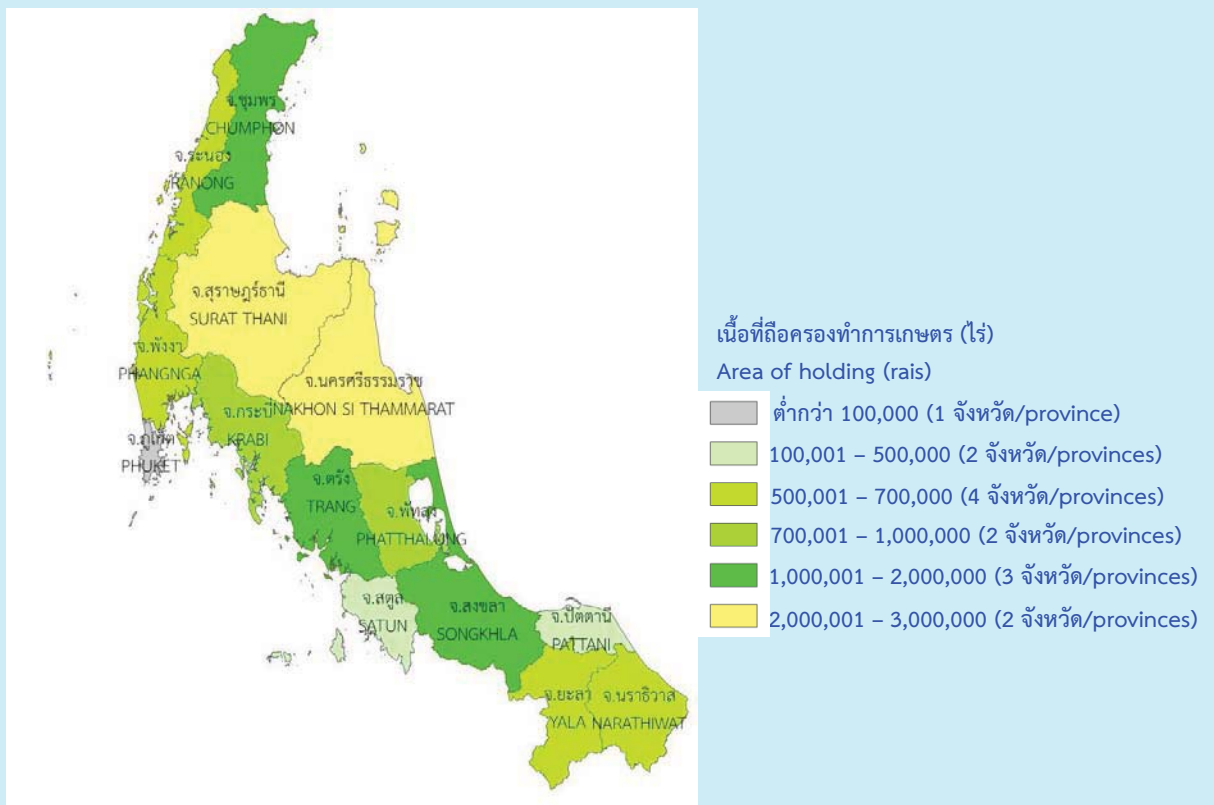 จ.ชุมพร
CHUMPHON
จ.ระนอง
RANONG
จ.สุราษฎร์ธานี
SURAT THANI
จ.พังงา
PHANGNGA
จ.นครศรีธรรมราช
NAKHON SI THAMMARAT
จ.กระบี่
KRABI
จ.ภูเก็ต
PHUKET
จ.ตรัง
TRANG
จ.พัทลุง
PHATTHALUNG
จ.สตูล
SATUN
จ.สงขลา
SONGKHLA
จ.ปัตตานี
PATTANI
จ.ยะลา
YALA
จ.นราธิวาส
NARATHIWAT
เนื้อที่ถือครองทำการเกษตร (ไร่)
Area of holding (rais)
ต่ำกว่า 100,000 (1 จังหวัด/province)
100,001 – 500,000 (2 จังหวัด/provinces)
500,001 – 700,000 (4 จังหวัด/provinces)
700,001 – 1,000,000 (2 จังหวัด/provinces)
1,000,001 – 2,000,000 (3 จังหวัด/provinces)
2,000,001 – 3,000,000 (2 จังหวัด/provinces)